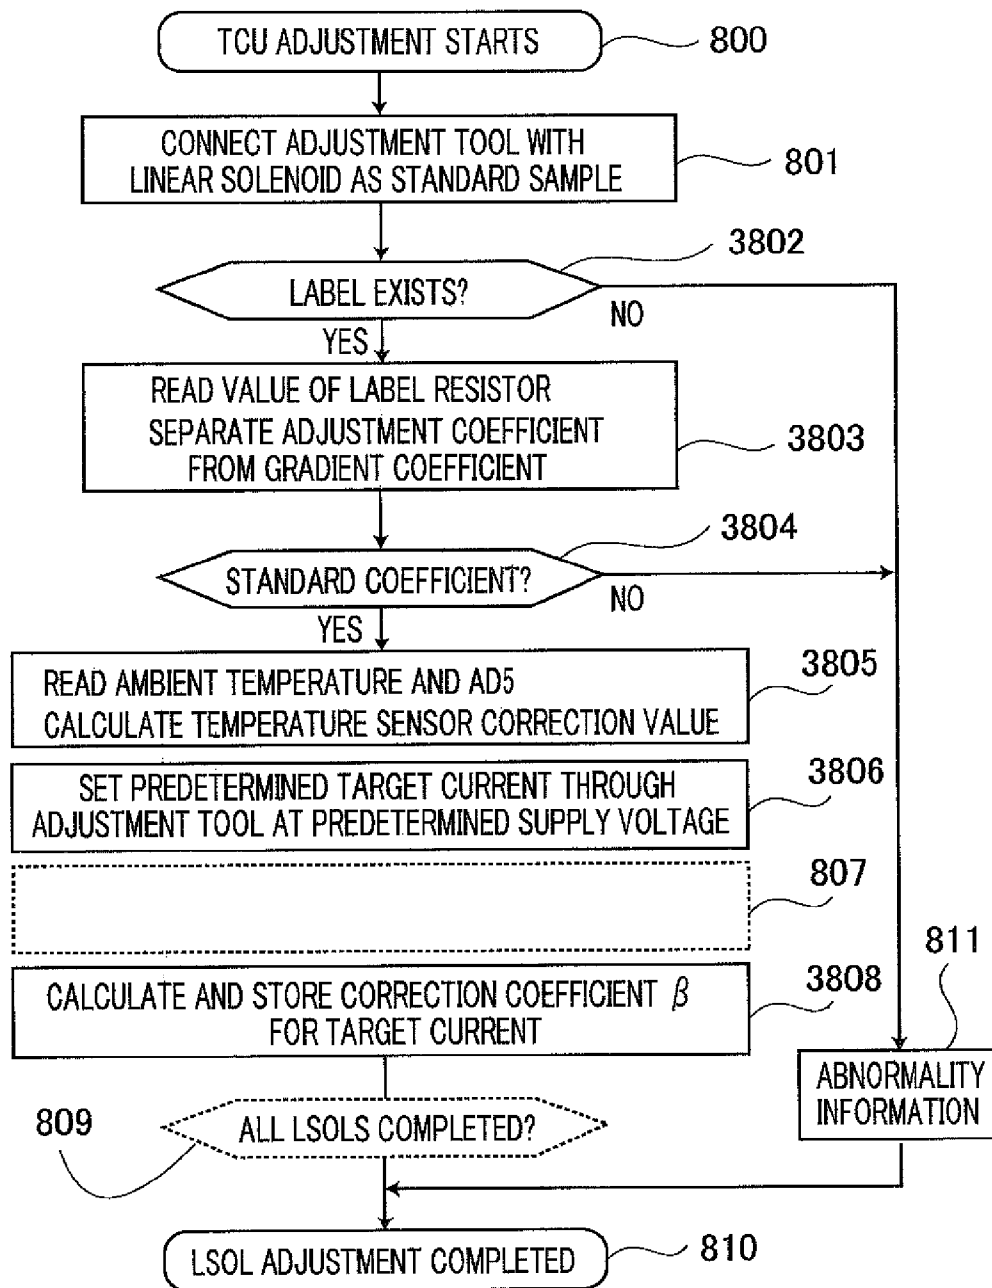 TCU ADJUSTMENT STARTS
800
CONNECT ADJUSTMENT TOOL WITH
LINEAR SOLENOID AS STANDARD SAMPLE
801
3802
LABEL EXISTS?
NO
YES
READ VALUE OF LABEL RESISTOR
SEPARATE ADJUSTMENT COEFFICIENT
FROM GRADIENT COEFFICIENT
3803
3804
STANDARD COEFFICIENT?
NO
YES
READ AMBIENT TEMPERATURE AND AD5
CALCULATE TEMPERATURE SENSOR CORRECTION VALUE
3805
SET PREDETERMINED TARGET CURRENT THROUGH
ADJUSTMENT TOOL AT PREDETERMINED SUPPLY VOLTAGE
3806
807
CALCULATE AND STORE CORRECTION COEFFICIENT β
FOR TARGET CURRENT
3808
811
ABNORMALITY
INFORMATION
809
ALL LSOLS COMPLETED?
LSOL ADJUSTMENT COMPLETED
810